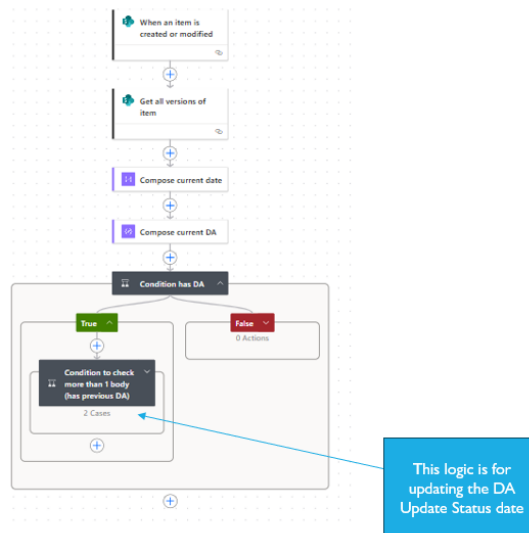 When an item is
created or modified
Get all versions of
item
Compose current date
Compose current DA
Condition has DA
True
False
0 Actions
Condition to check
more than 1 body
(has previous DA)
2 Cases
This logic is for
updating the DA
Update Status date